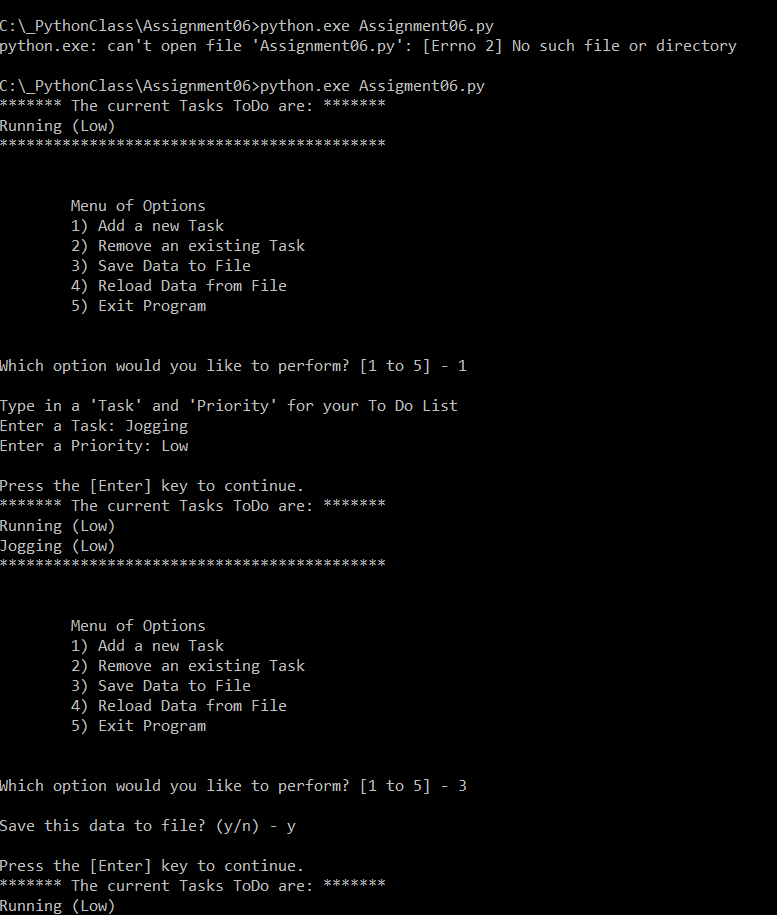 C:\_PythonClass\Assignment06>python.exe Assignment06.py
python.exe: can't open file 'Assignment06.py': [Errno 2] No such file or directory
C:\_PythonClass\Assignment06>python.exe Assigment06.py
******* The current Tasks ToDo are: *******
Running (Low)
*******************************************
Menu of Options
1) Add a new Task
2) Remove an existing Task
3) Save Data to File
4) Reload Data from File
5) Exit Program
Which option would you like to perform? [1 to 5] - 1
Type in a 'Task' and 'Priority' for your To Do List
Enter a Task: Jogging
Enter a Priority: Low
Press the [Enter] key to continue.
******* The current Tasks ToDo are: *******
Running (Low)
Jogging (Low)
*******************************************
Menu of Options
1) Add a new Task
2) Remove an existing Task
3) Save Data to File
4) Reload Data from File
5) Exit Program
Which option would you like to perform? [1 to 5] - 3
Save this data to file? (y/n) - y
Press the [Enter] key to continue.
******* The current Tasks ToDo are: *******
Running (Low)